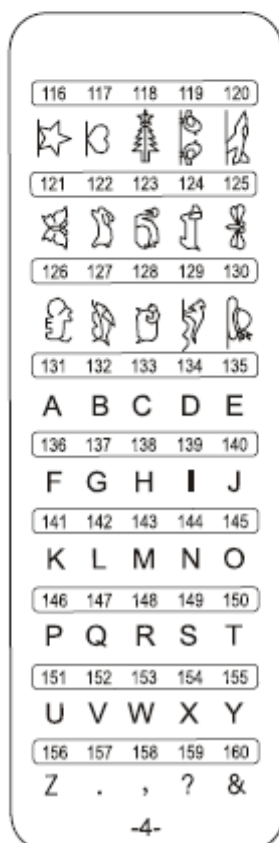 116 117 118 119 120
121 122 123 124 125
126 127 128 129 130
131 132 133 134 135
A B C D E
136 137 138 139 140
F G H I J
141 142 143 144 145
K L M N O
146 147 148 149 150
P Q R S T
151 152 153 154 155
U V W X Y
156 157 158 159 160
Z . , ? &
-4-